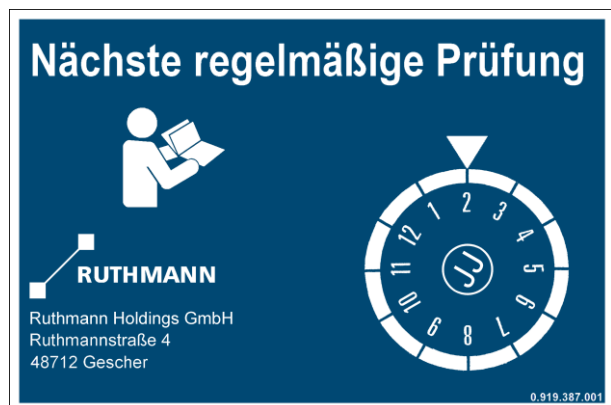 Nächste regelmäßige Prüfung
RUTHMANN
Ruthmann Holdings GmbH
Ruthmannstraße 4
48712 Gescher
1 2 3 4 5 6 7 8 9 10 11 12
JJ
0.919.387.001